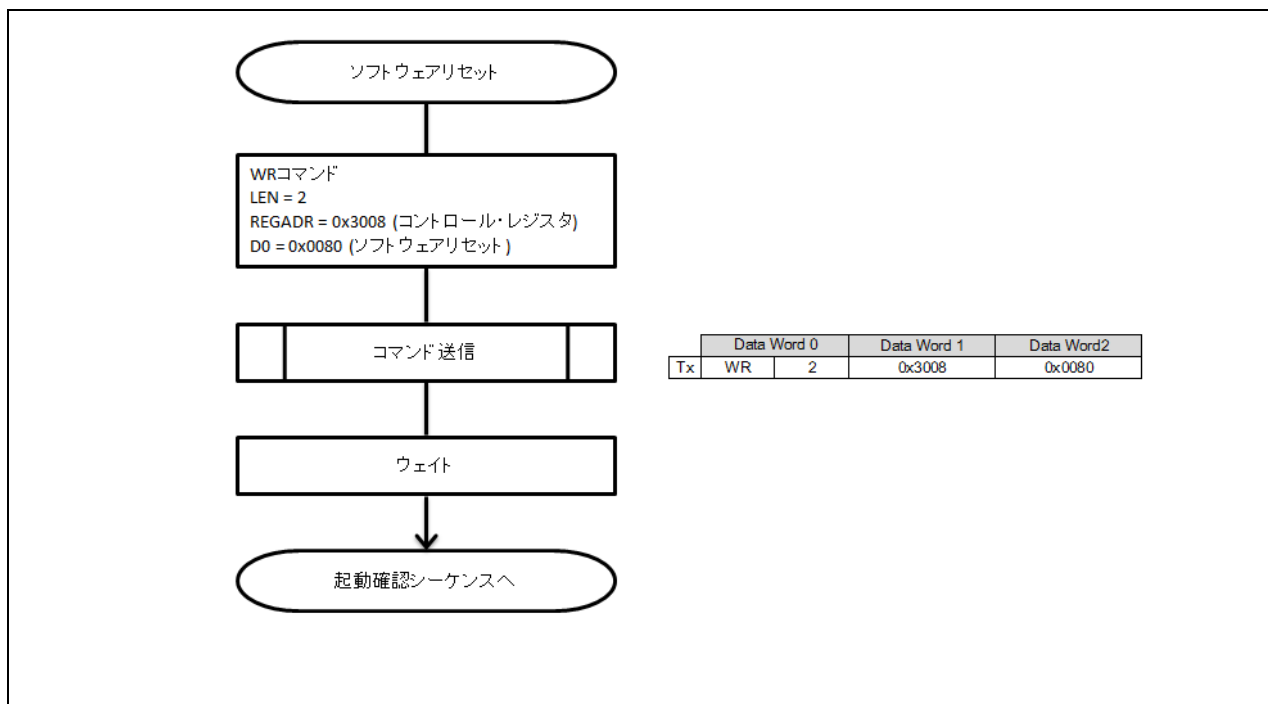 ソフトウェアリセット
WRコマンド
LEN = 2
REGADR = 0x3008 (コントロール・レジスタ)
D0 = 0x0080 (ソフトウェアリセット)
コマンド送信
Data Word 0 Data Word 1 Data Word2
Tx WR 2 0x3008 0x0080
ウェイト
起動確認シーケンスへ